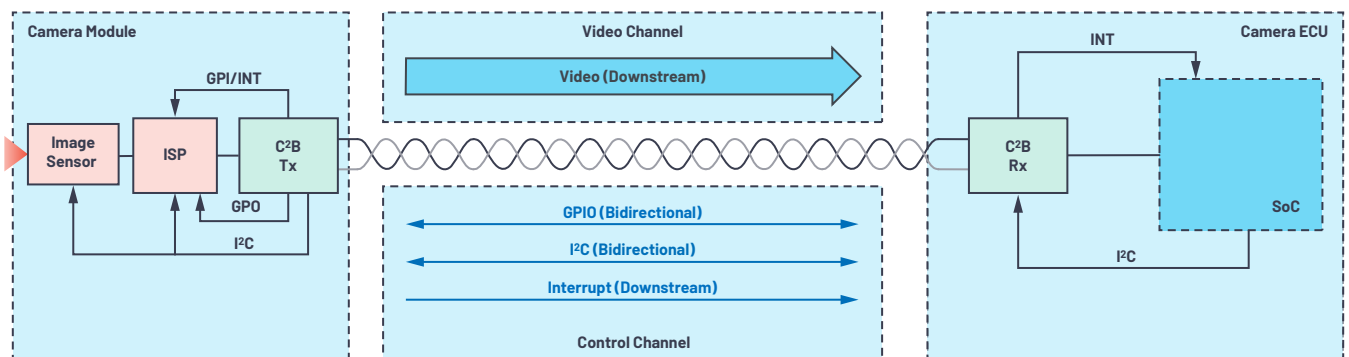 Camera Module
GPI/INT
Image
Sensor
ISP
C²B
Tx
GPO
I²C
Video Channel
Video (Downstream)
GPIO (Bidirectional)
I²C (Bidirectional)
Interrupt (Downstream)
Control Channel
Camera ECU
INT
C²B
Rx
SoC
I²C